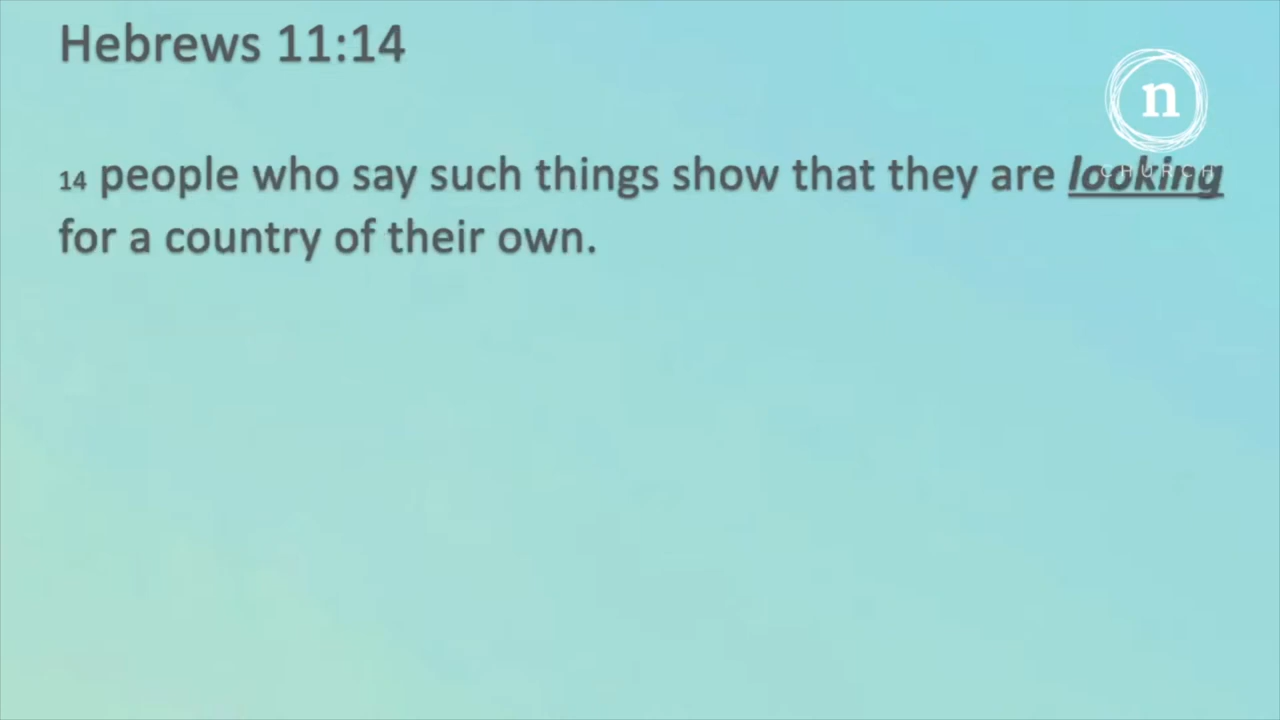 Hebrews 11:14
n
CHURCH
14 people who say such things show that they are looking
for a country of their own.